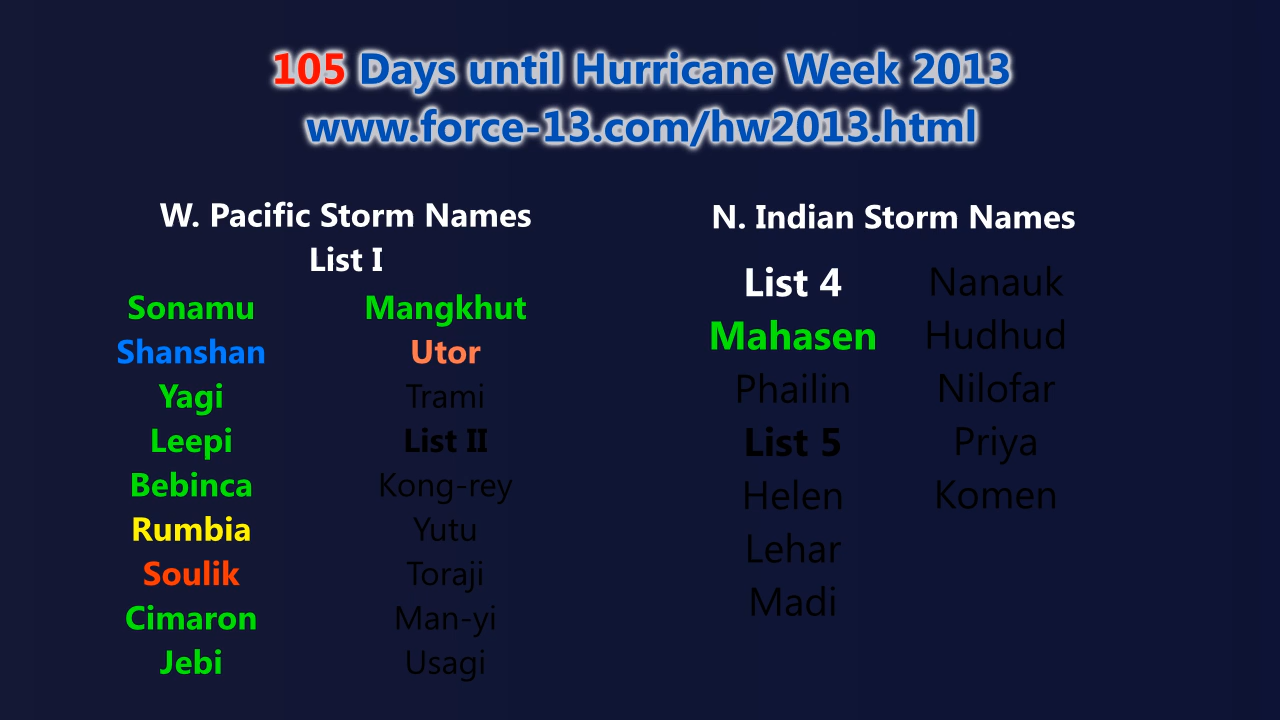 105 Days until Hurricane Week 2013
www.force-13.com/hw2013.html
W. Pacific Storm Names
List I
Sonamu
Shanshan
Yagi
Leepi
Bebinca
Rumbia
Soulik
Cimaron
Jebi
Mangkhut
Utor
Trami
List II
Kong-rey
Yutu
Toraji
Man-yi
Usagi
N. Indian Storm Names
List 4
Mahasen
Phailin
List 5
Helen
Lehar
Madi
Nanauk
Hudhud
Nilofar
Priya
Komen